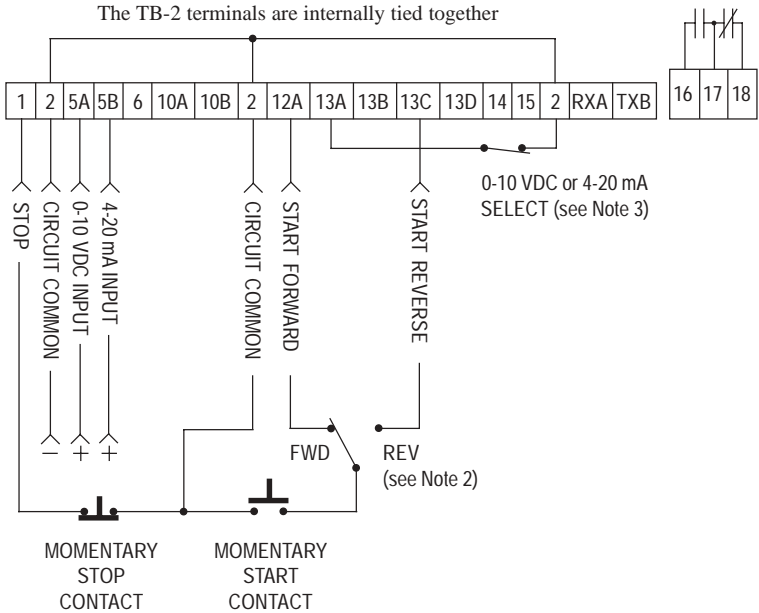 The TB-2 terminals are internally tied together
1 2 5A 5B 6 10A 10B 2 12A 13A 13B 13C 13D 14 15 2 RXA TXB
16 17 18
STOP
CIRCUIT COMMON
0-10 VDC INPUT
4-20 mA INPUT
CIRCUIT COMMON
START FORWARD
START REVERSE
0-10 VDC or 4-20 mA
SELECT (see Note 3)
− + +
FWD
REV
(see Note 2)
MOMENTARY
STOP
CONTACT
MOMENTARY
START
CONTACT